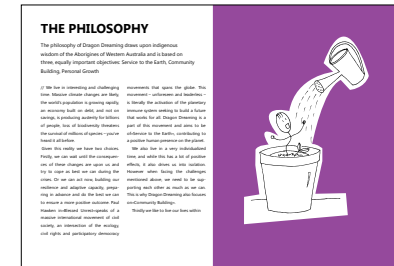 THE PHILOSOPHY
The philosophy of Dragon Dreaming draws upon indigenous
wisdom of the Aborigines of Western Australia and is based on
three, equally important objectives: Service to the Earth, Community
Building, Personal Growth
// We live in interesting and challenging
time. Massive climate changes are likely,
the world's population is growing rapidly,
an economy built on debt, and not on
savings, is producing austerity for billions
of people; loss of biodiversity threatens
the survival of millions of species – you've
heard it all before.
Given this reality we have two choices.
Firstly, we can wait until the consequen-
ces of these changes are upon us and
try to cope as best we can during the
crises. Or we can act now, building our
resilience and adaptive capacity, prepa-
ring in advance and do the best we can
to ensure a more positive outcome. Paul
Hawken in «Blessed Unrest» speaks of a
massive international movement of civil
society, an intersection of the ecology,
civil rights and participatory democracy
movements that spans the globe. This
movement – unforeseen and leaderless –
is literally the activation of the planetary
immune system seeking to build a future
that works for all. Dragon Dreaming is a
part of this movement and aims to be
of «Service to the Earth», contributing to
a positive human presence on the planet.
We also live in a very individualized
time, and while this has a lot of positive
effects, it also drives us into isolation.
However when facing the challenges
mentioned above, we need to be sup-
porting each other as much as we can.
This is why Dragon Dreaming also focuses
on «Community Building».
Thirdly we like to live our lives within